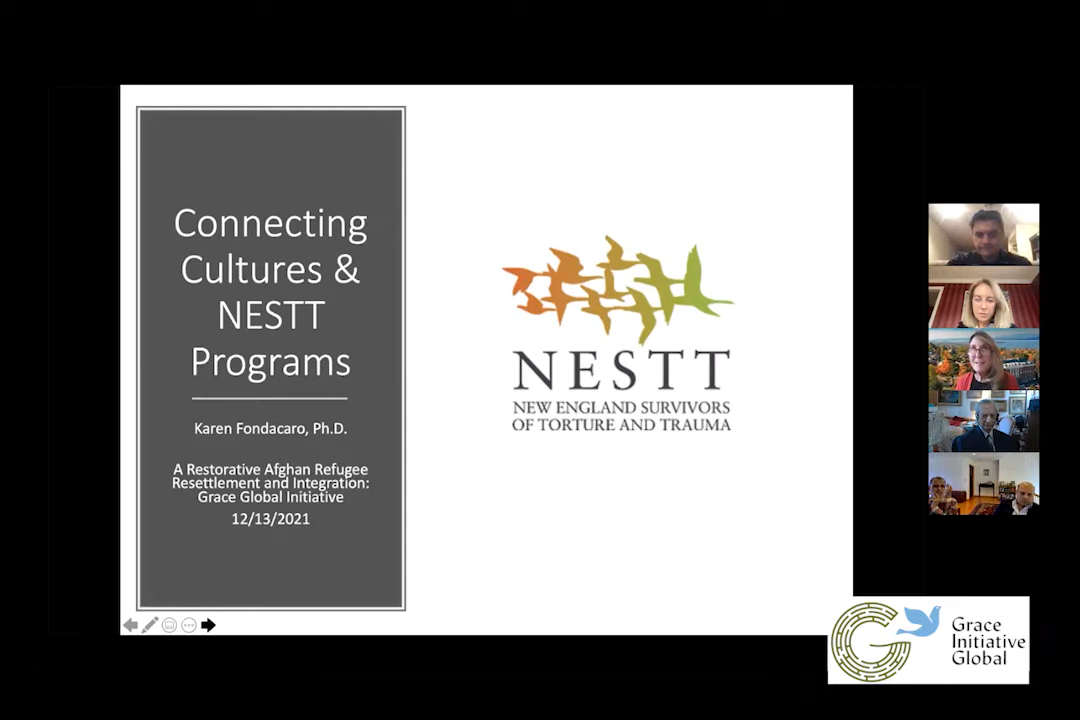 Connecting
Cultures &
NESTT
Programs
Karen Fondacaro, Ph.D.
A Restorative Afghan Refugee
Resettlement and Integration:
Grace Global Initiative
12/13/2021
NESTT
NEW ENGLAND SURVIVORS
OF TORTURE AND TRAUMA
Grace
Initiative
Global